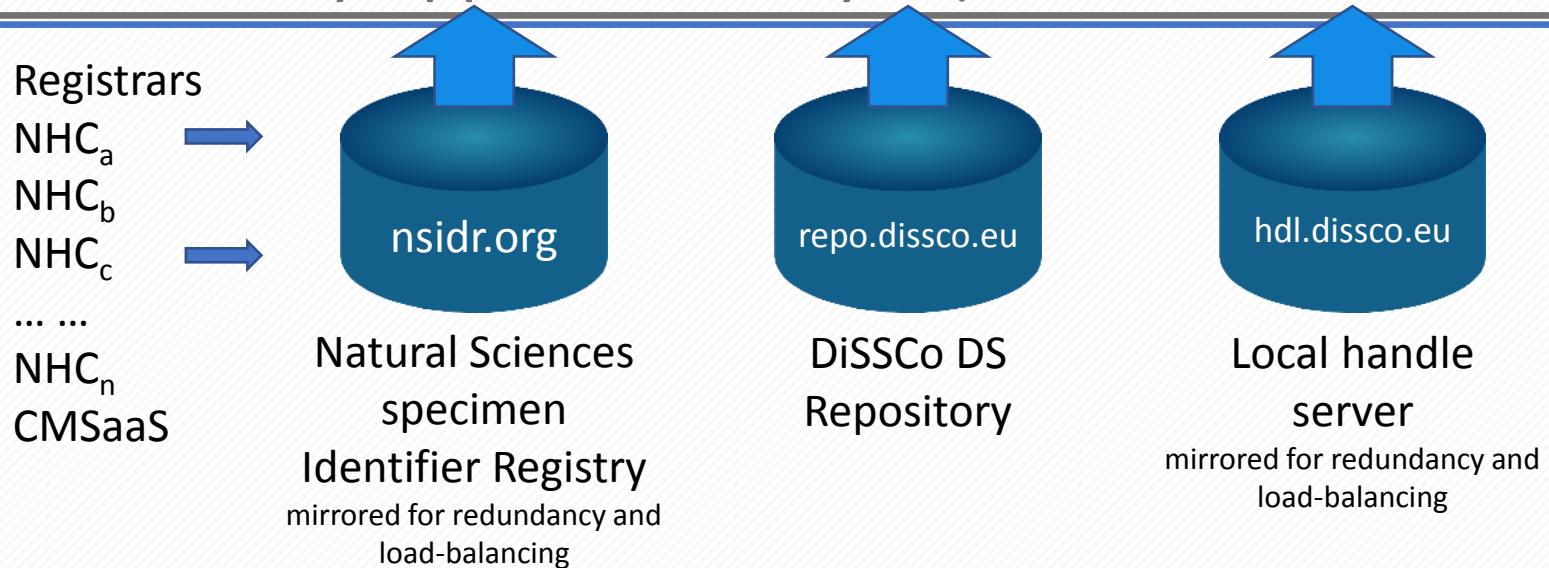 Registrars
NHCa
NHCb
NHCc
... ...
NHCn
CMSaaS
nsidr.org
Natural Sciences
specimen
Identifier Registry
mirrored for redundancy and
load-balancing
repo.dissco.eu
DiSSCo DS
Repository
hdl.dissco.eu
Local handle
server
mirrored for redundancy and
load-balancing